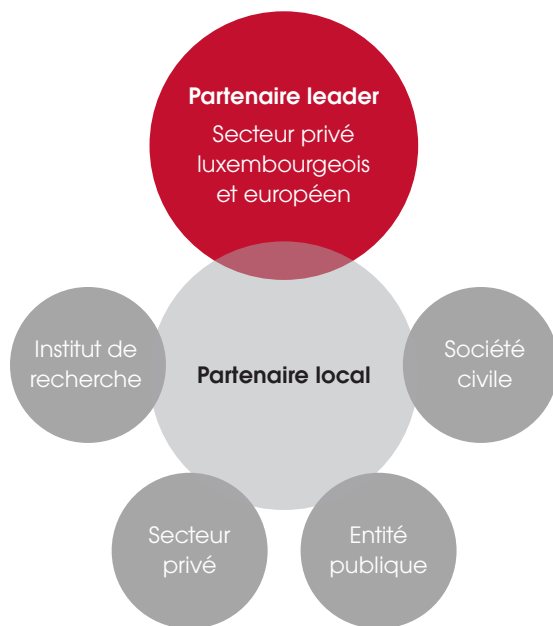 Partenaire leader
Secteur privé
luxembourgeois
et européen
Institut de
recherche
Partenaire local
Société
civile
Secteur
privé
Entité
publique